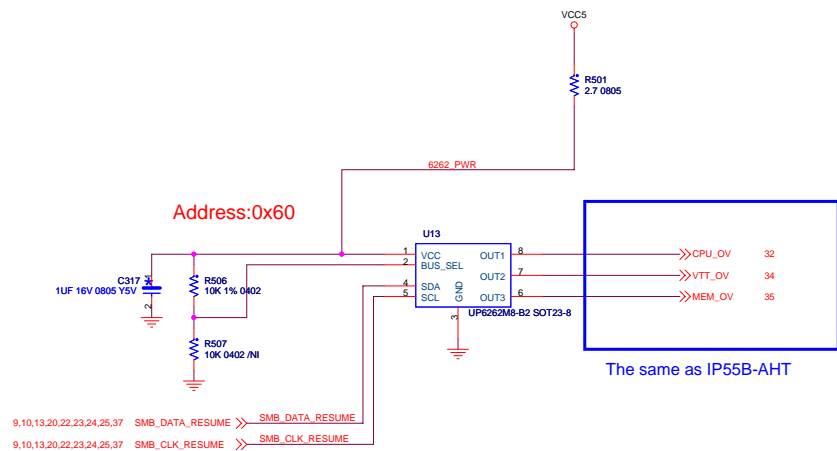 VCC5
R501
2.7 0805
6262_PWR
Address:0x60
U13
1
VCC
OUT1
8
CPU_OV
32
2
BUS_SEL
C317
1
1UF 16V 0805 Y5V
2
R506
10K 1% 0402
OUT2
7
VTT_OV
34
4
SDA
5
SCL
GND
3
OUT3
6
MEM_OV
35
UP6262M8-B2 SOT23-8
R507
10K 0402 /NI
The same as IP55B-AHT
9,10,13,20,22,23,24,25,37 SMB_DATA_RESUME SMB_DATA_RESUME
9,10,13,20,22,23,24,25,37 SMB_CLK_RESUME SMB_CLK_RESUME